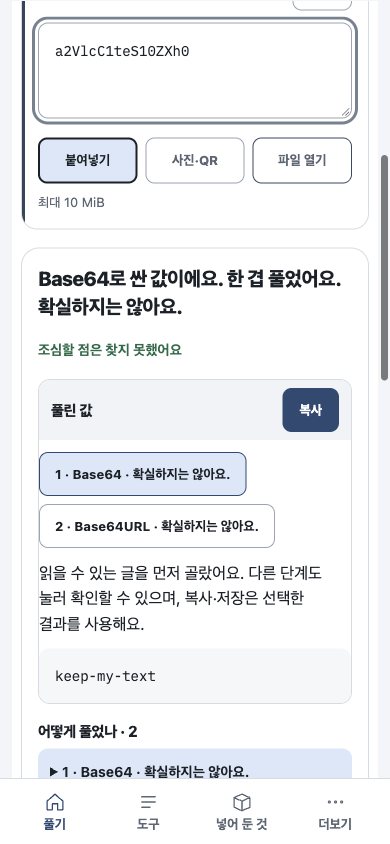 a2VlcC1teS10ZXh0
붙여넣기
사진·QR
파일 열기
최대 10 MiB
Base64로 싼 값이에요. 한 겹 풀었어요.
확실하지는 않아요.
조심할 점은 찾지 못했어요
풀린 값
복사
1 · Base64 · 확실하지는 않아요.
2 · Base64URL · 확실하지는 않아요.
읽을 수 있는 글을 먼저 골랐어요. 다른 단계도
눌러 확인할 수 있으며, 복사·저장은 선택한
결과를 사용해요.
keep-my-text
어떻게 풀었나 · 2
▶ 1 · Base64 · 확실하지는 않아요.
풀기
도구
넣어 둔 것
더보기